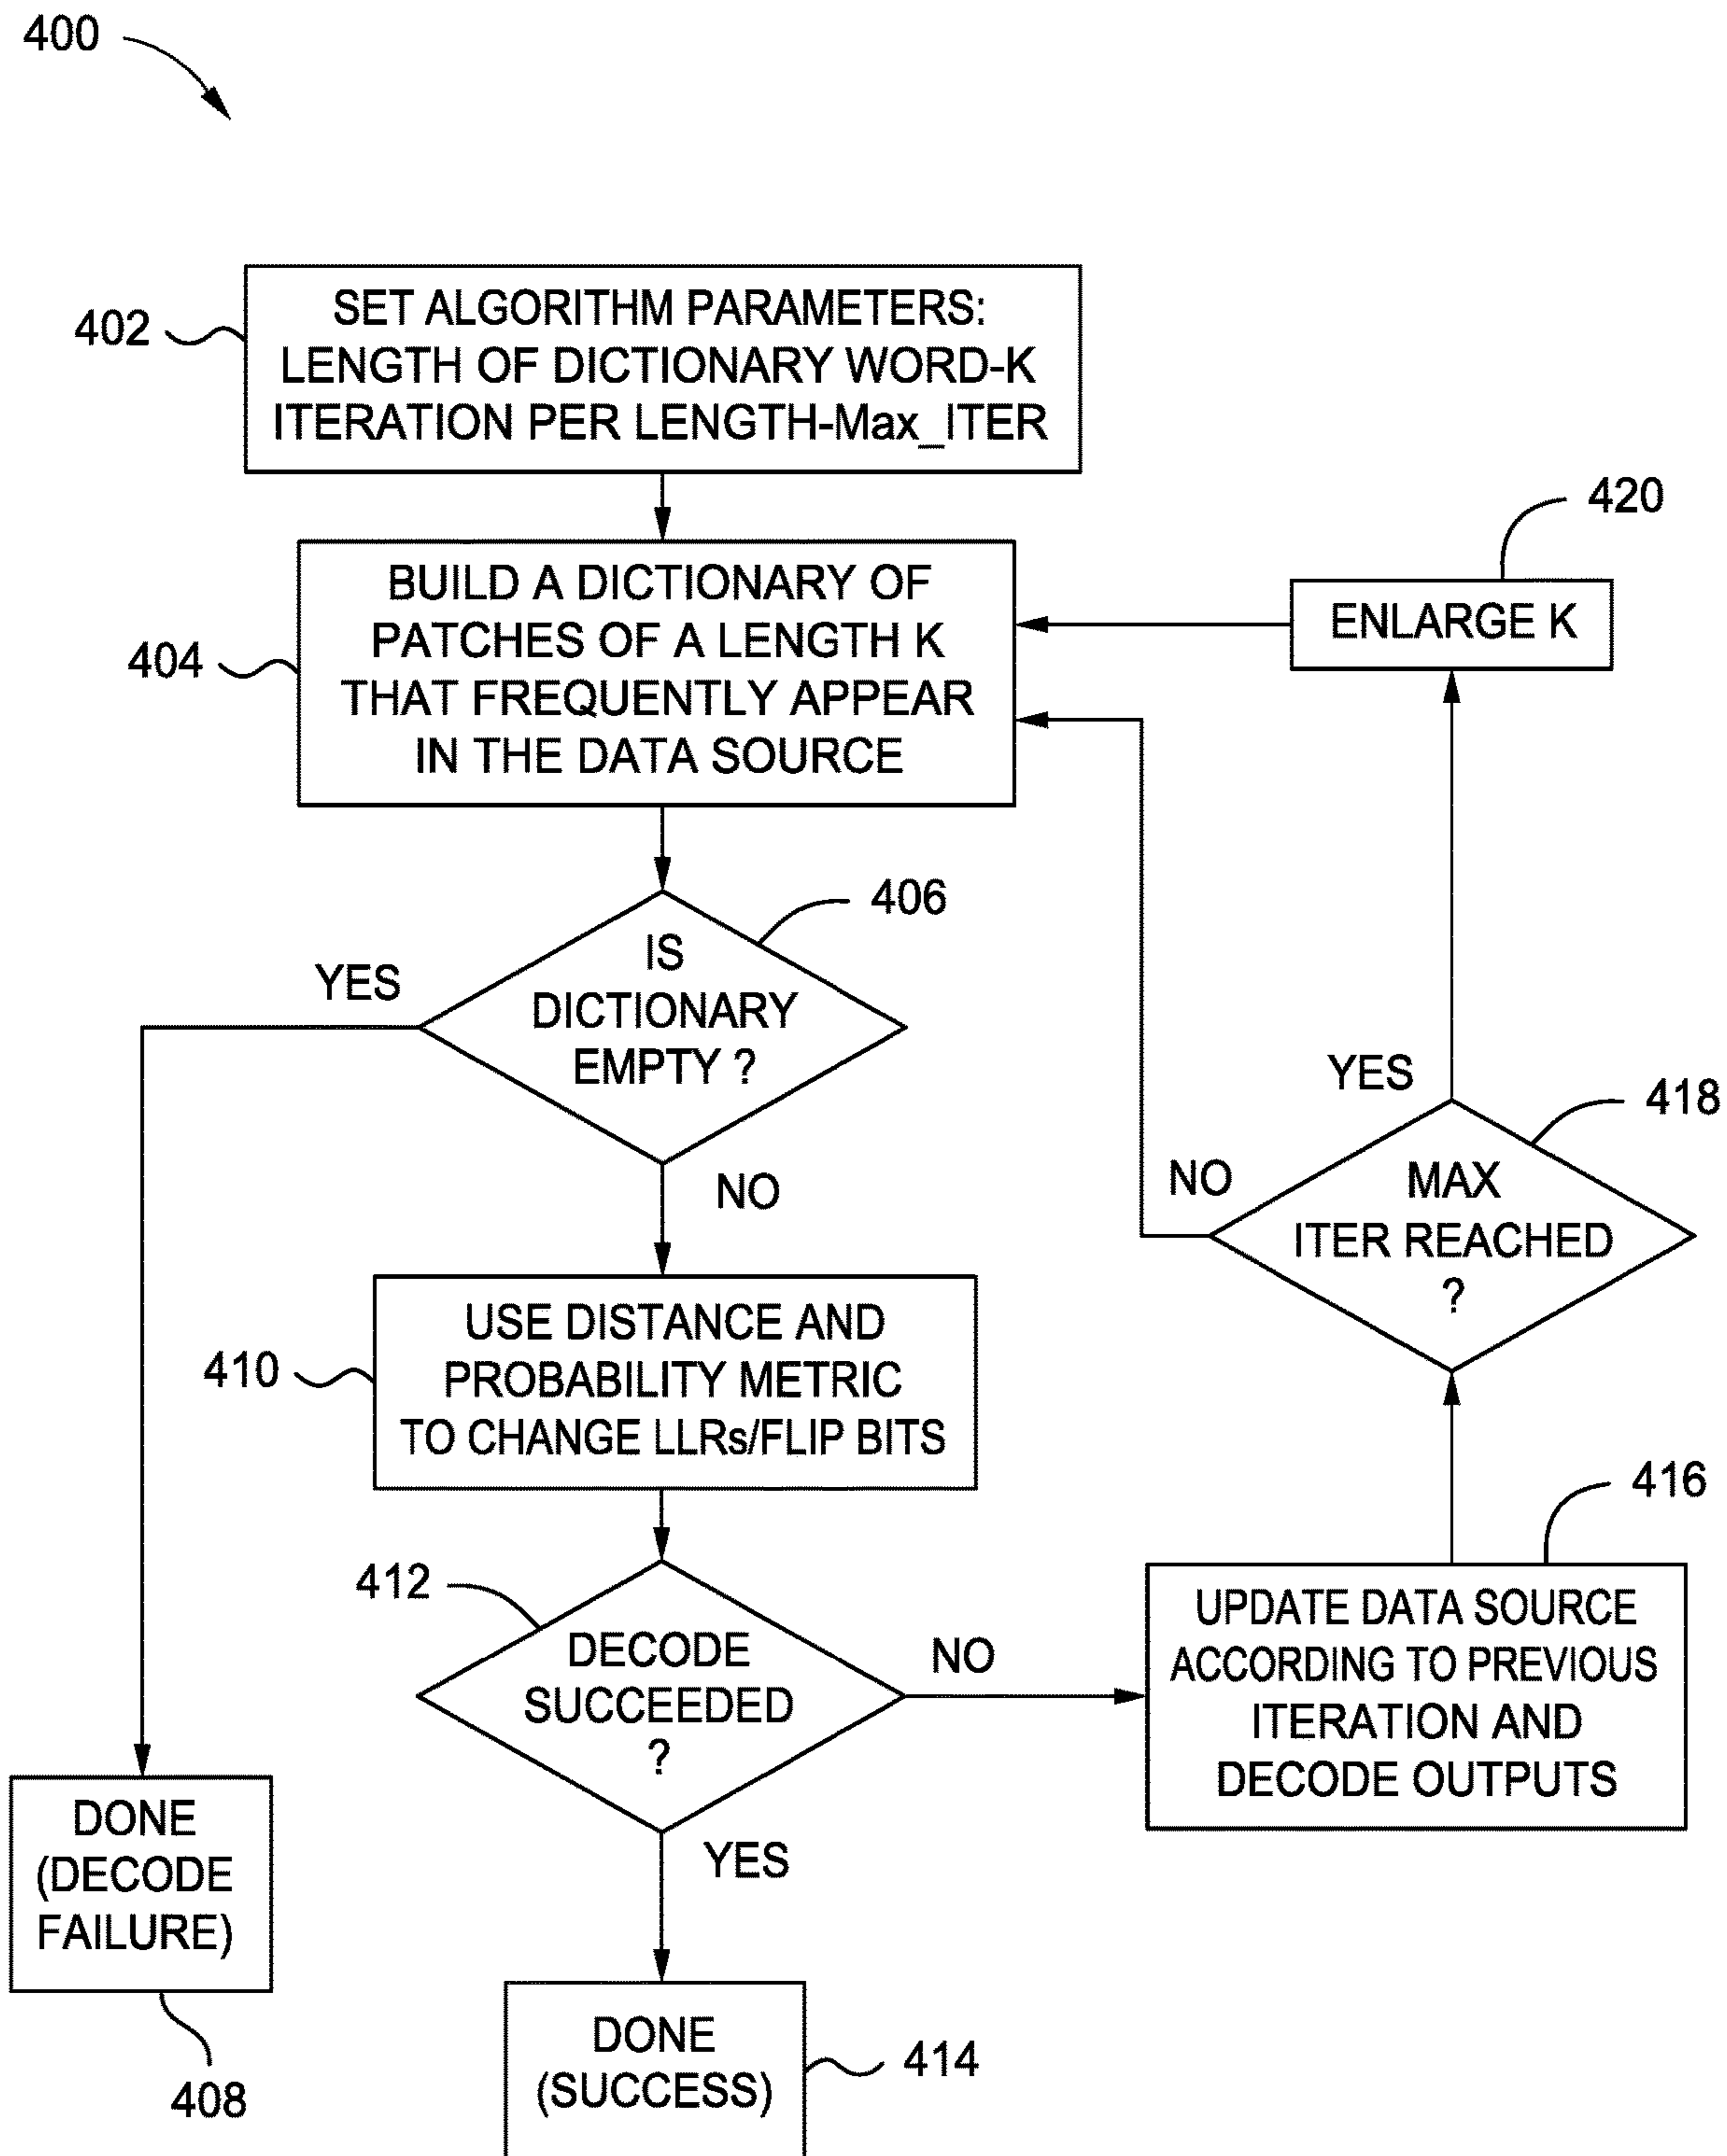 400
402
SET ALGORITHM PARAMETERS:
LENGTH OF DICTIONARY WORD-K
ITERATION PER LENGTH-Max_ITER
420
ENLARGE K
404
BUILD A DICTIONARY OF
PATCHES OF A LENGTH K
THAT FREQUENTLY APPEAR
IN THE DATA SOURCE
406
IS
DICTIONARY
EMPTY ?
YES
NO
418
MAX
ITER REACHED
?
YES
NO
410
USE DISTANCE AND
PROBABILITY METRIC
TO CHANGE LLRs/FLIP BITS
412
DECODE
SUCCEEDED
?
NO
YES
416
UPDATE DATA SOURCE
ACCORDING TO PREVIOUS
ITERATION AND
DECODE OUTPUTS
DONE
(DECODE
FAILURE)
408
DONE
(SUCCESS)
414